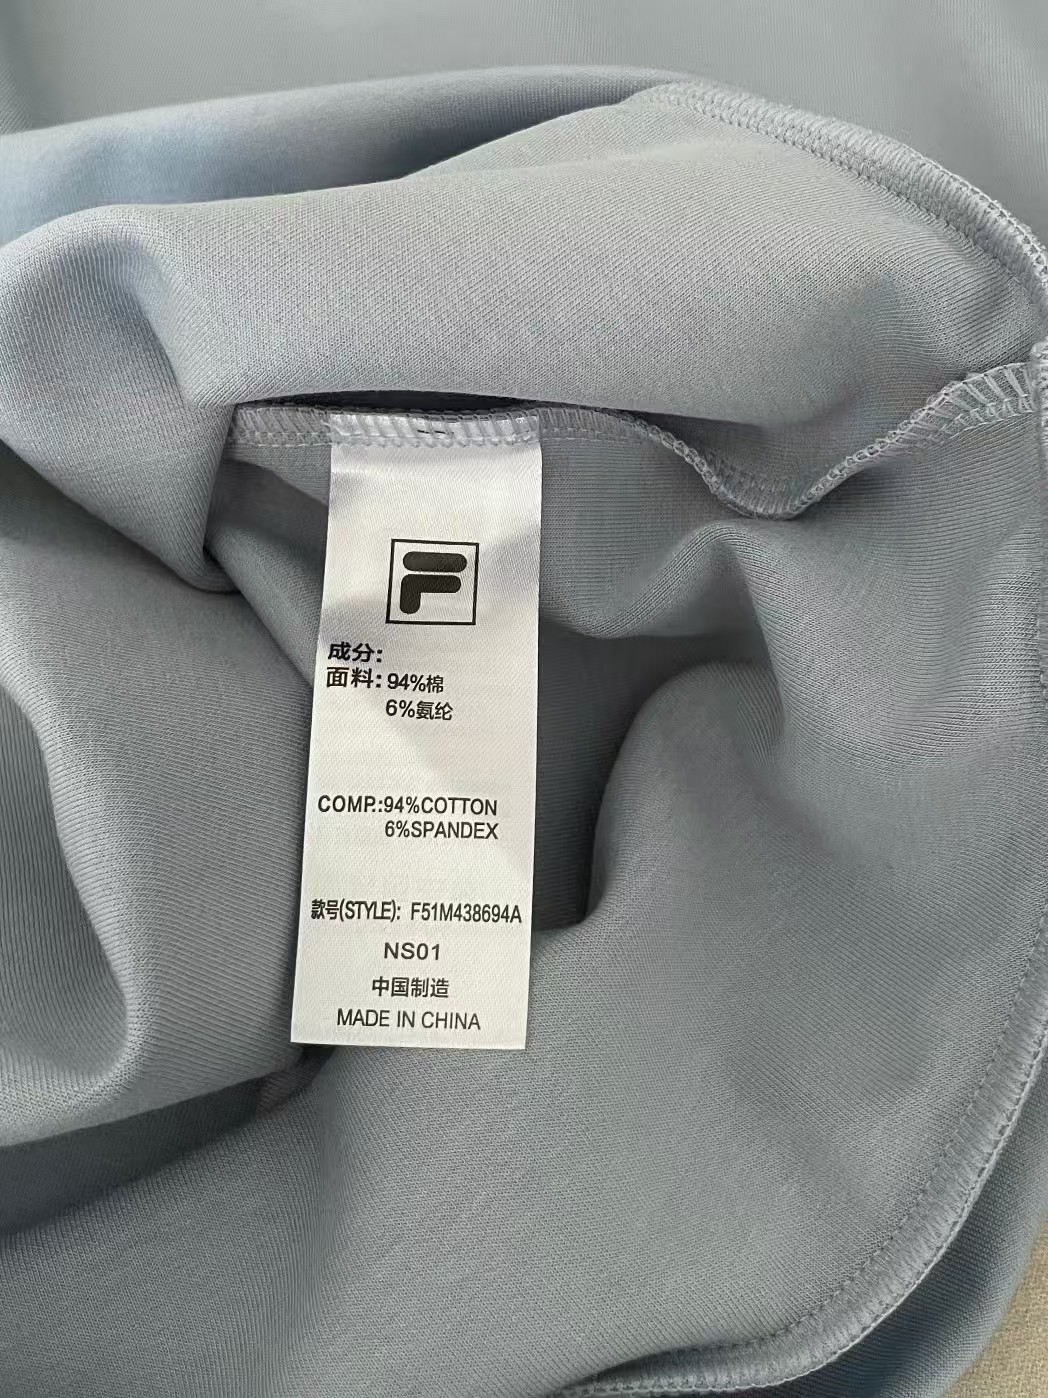 F
成分:
面料: 94%棉
6%氨纶
COMP.:94%COTTON
6%SPANDEX
款号(STYLE): F51M438694A
NS01
中国制造
MADE IN CHINA